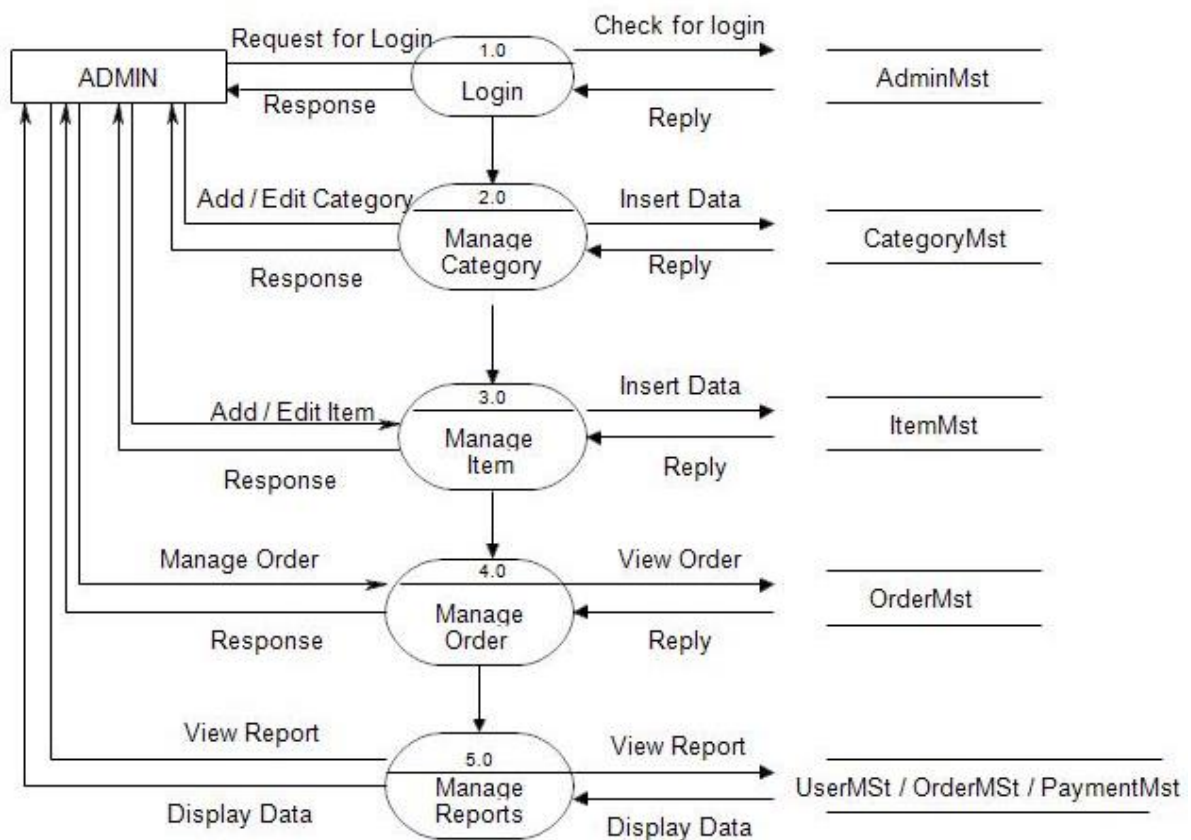 Request for Login
1.0
Check for login
ADMIN
Login
AdminMst
Response
Reply
Add / Edit Category
2.0
Insert Data
Manage
Category
CategoryMst
Response
Reply
Add / Edit Item
3.0
Insert Data
Manage
Item
ItemMst
Response
Reply
Manage Order
4.0
View Order
Manage
Order
OrderMst
Response
Reply
View Report
5.0
View Report
Manage
Reports
UserMSt / OrderMSt / PaymentMst
Display Data
Display Data